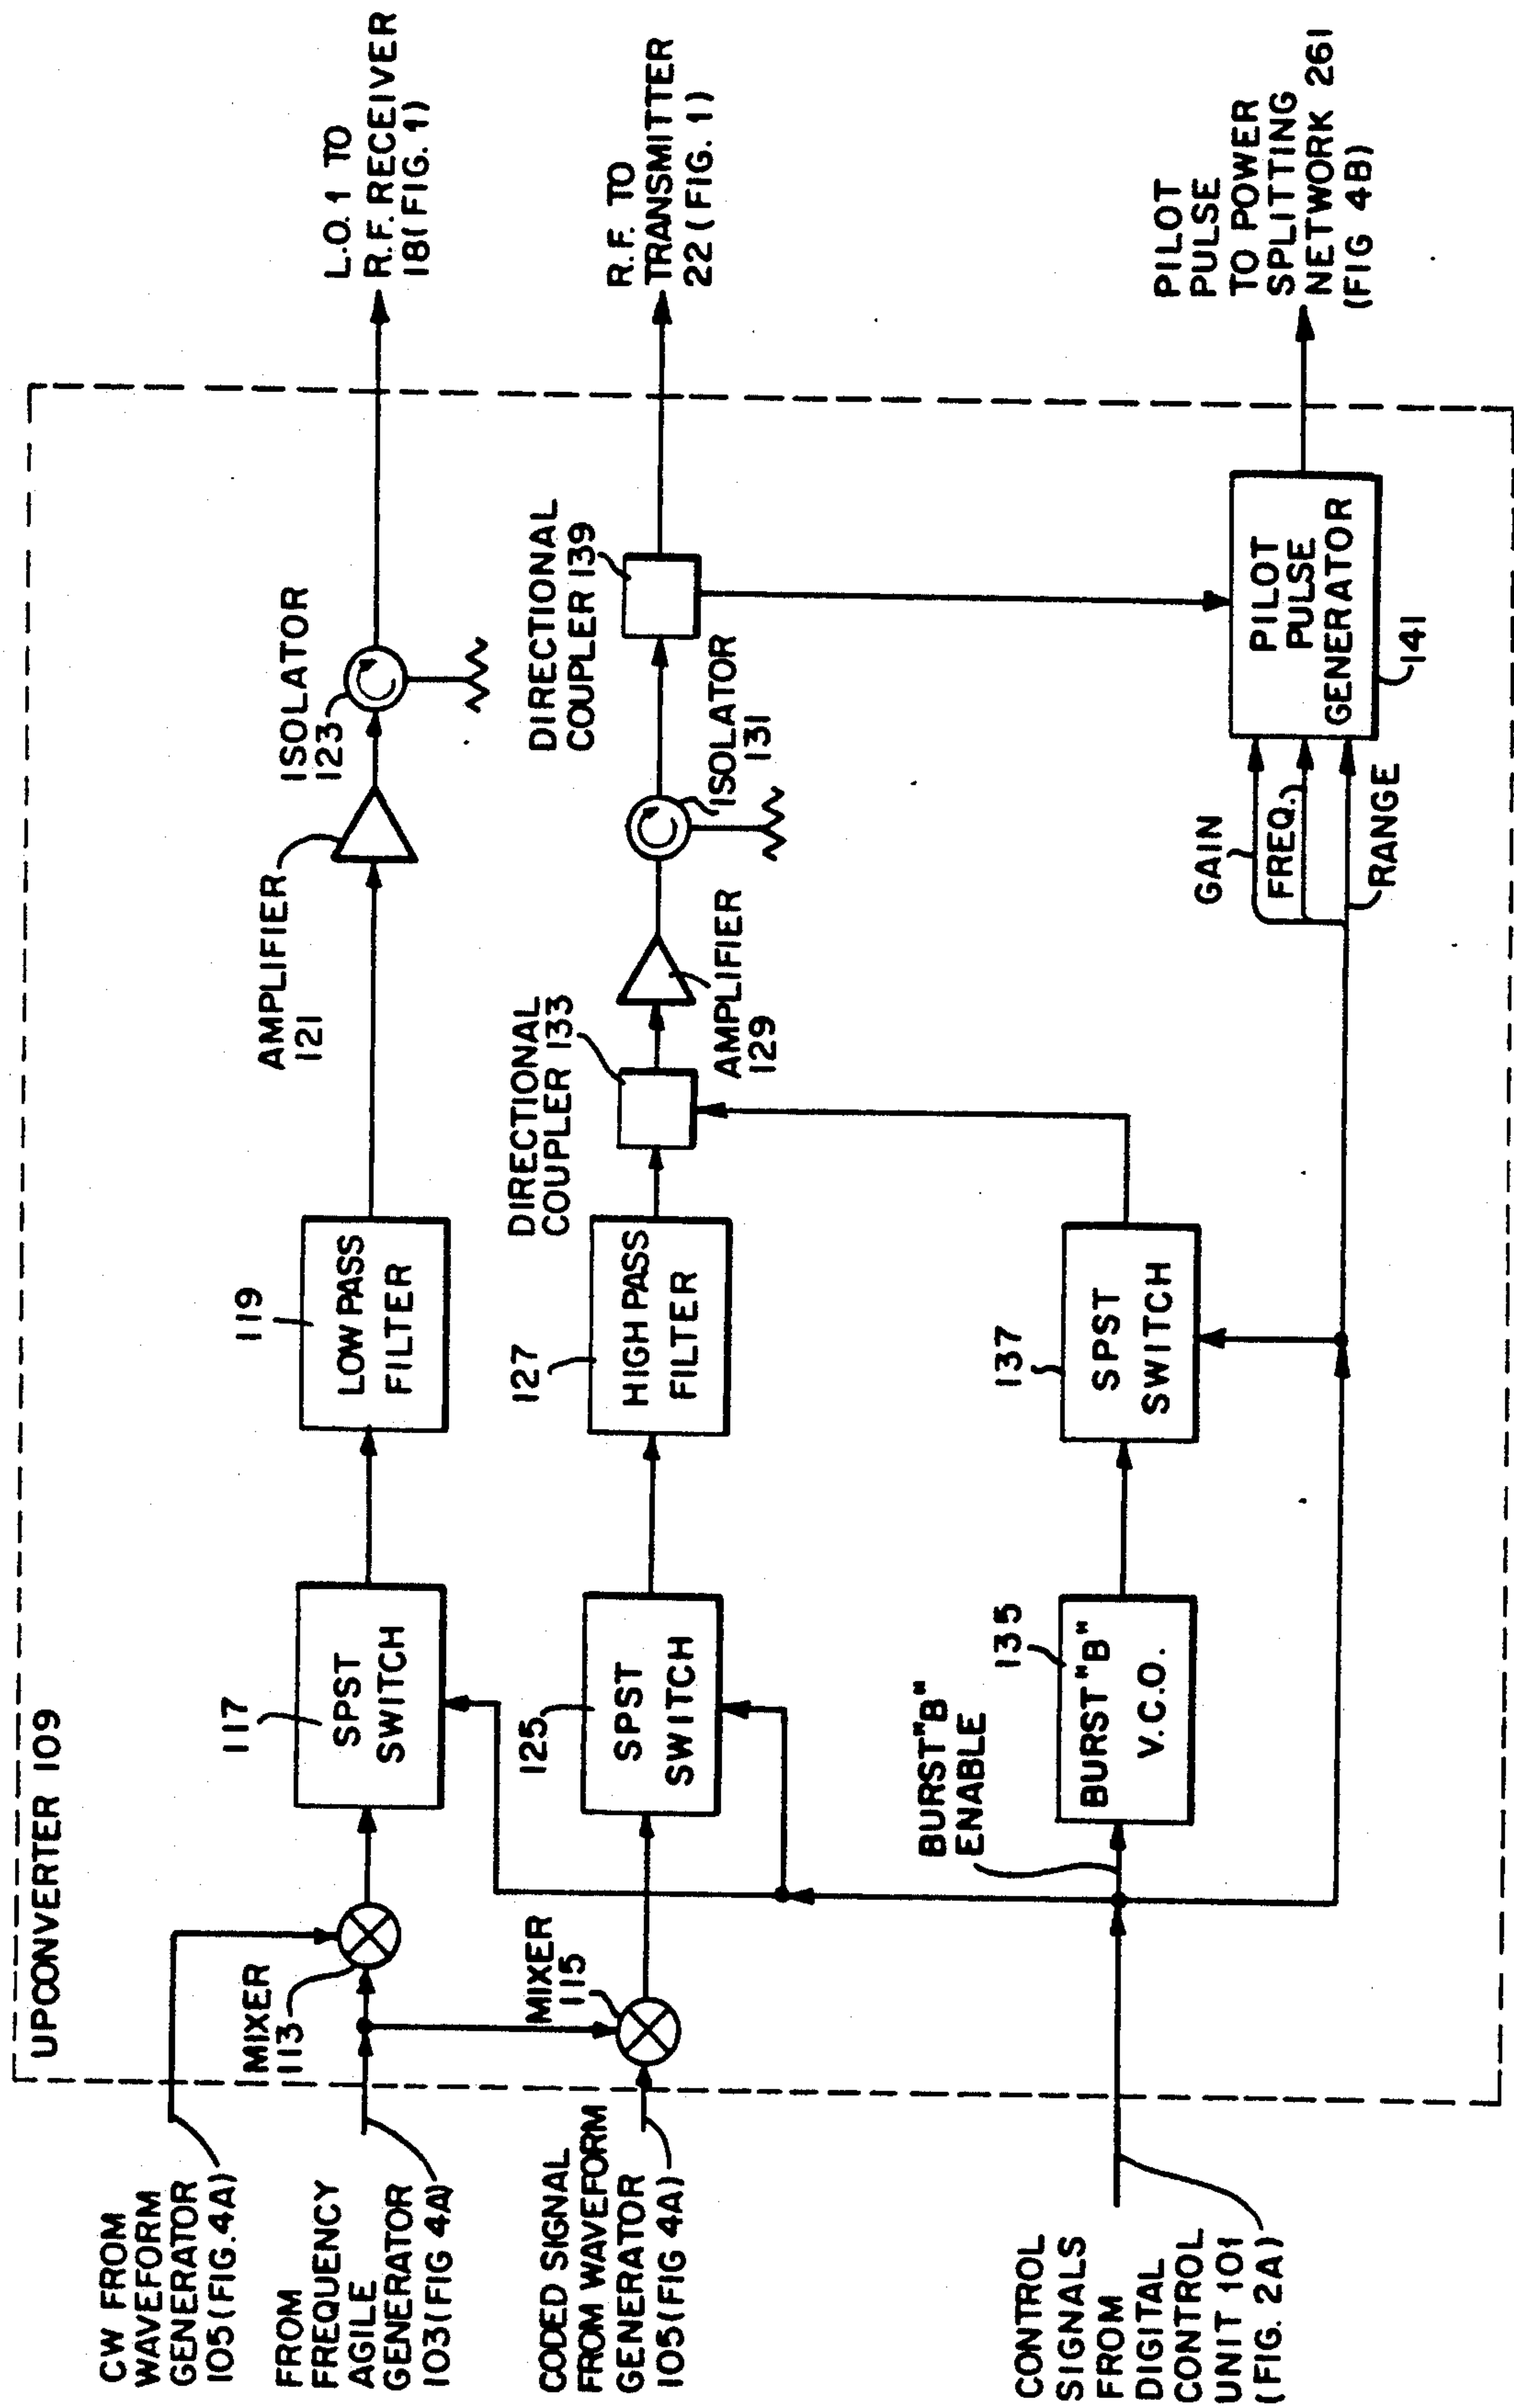 UPCONVERTER 109
CW FROM
WAVEFORM
GENERATOR
105(FIG.4A)
FROM
FREQUENCY
AGILE
GENERATOR
103(FIG 4A)
CODED SIGNAL
FROM WAVEFORM
GENERATOR
105(FIG 4A)
CONTROL
SIGNALS
FROM
DIGITAL
CONTROL
UNIT 101
(FIG. 2A)
MIXER
113
MIXER
115
117
SPST
SWITCH
125
SPST
SWITCH
BURST"B"
ENABLE
135
BURST"B"
V.C.O.
119
LOW PASS
FILTER
127
HIGH PASS
FILTER
137
SPST
SWITCH
DIRECTIONAL
COUPLER 133
AMPLIFIER
121
AMPLIFIER
129
ISOLATOR
123
ISOLATOR
131
DIRECTIONAL
COUPLER 139
GAIN
FREQ.
RANGE
PILOT
PULSE
GENERATOR
141
L.O.1 TO
R.F. RECEIVER
18(FIG.1)
R.F. TO
TRANSMITTER
22(FIG.1)
PILOT
PULSE
TO POWER
SPLITTING
NETWORK 261
(FIG 4B)